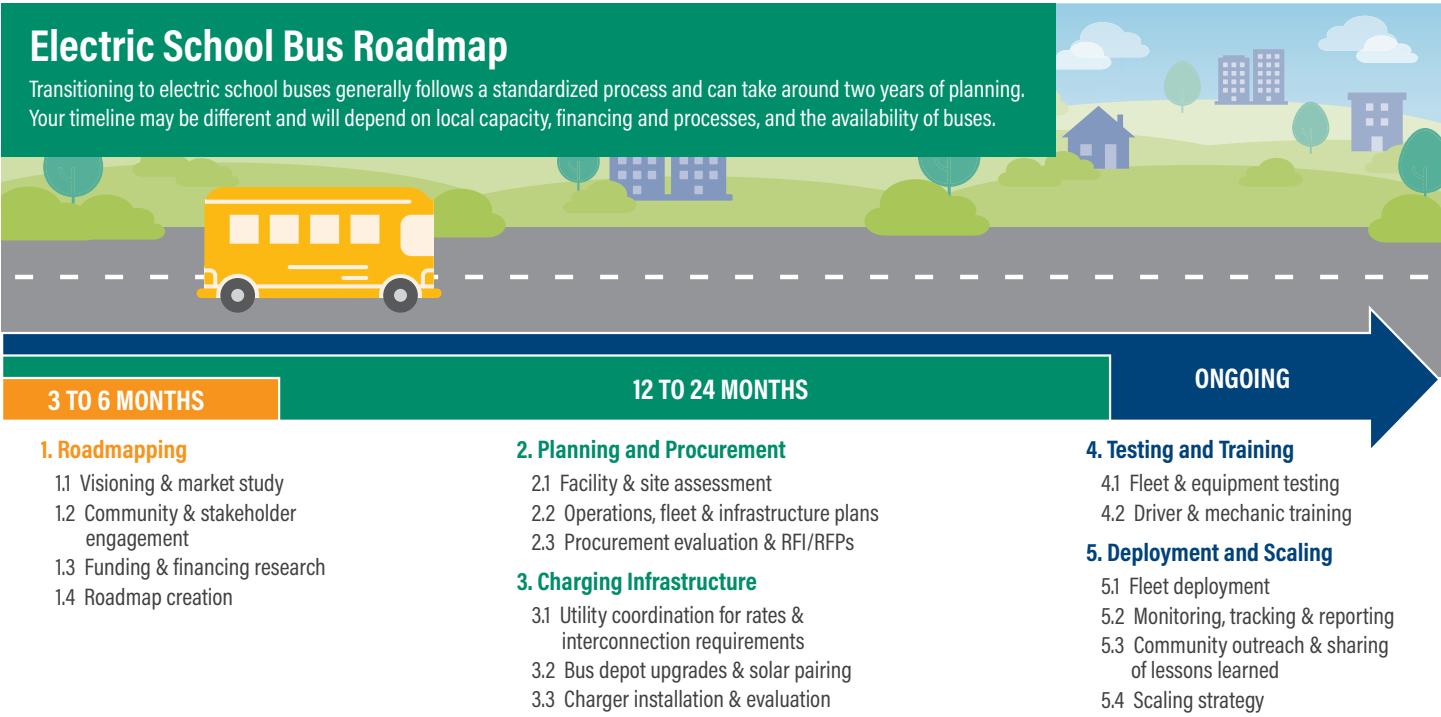 Electric School Bus Roadmap
Transitioning to electric school buses generally follows a standardized process and can take around two years of planning.
Your timeline may be different and will depend on local capacity, financing and processes, and the availability of buses.
3 TO 6 MONTHS
12 TO 24 MONTHS
ONGOING
1. Roadmapping
1.1 Visioning & market study
1.2 Community & stakeholder
engagement
1.3 Funding & financing research
1.4 Roadmap creation
2. Planning and Procurement
2.1 Facility & site assessment
2.2 Operations, fleet & infrastructure plans
2.3 Procurement evaluation & RFI/RFPs
3. Charging Infrastructure
3.1 Utility coordination for rates &
interconnection requirements
3.2 Bus depot upgrades & solar pairing
3.3 Charger installation & evaluation
4. Testing and Training
4.1 Fleet & equipment testing
4.2 Driver & mechanic training
5. Deployment and Scaling
5.1 Fleet deployment
5.2 Monitoring, tracking & reporting
5.3 Community outreach & sharing
of lessons learned
5.4 Scaling strategy